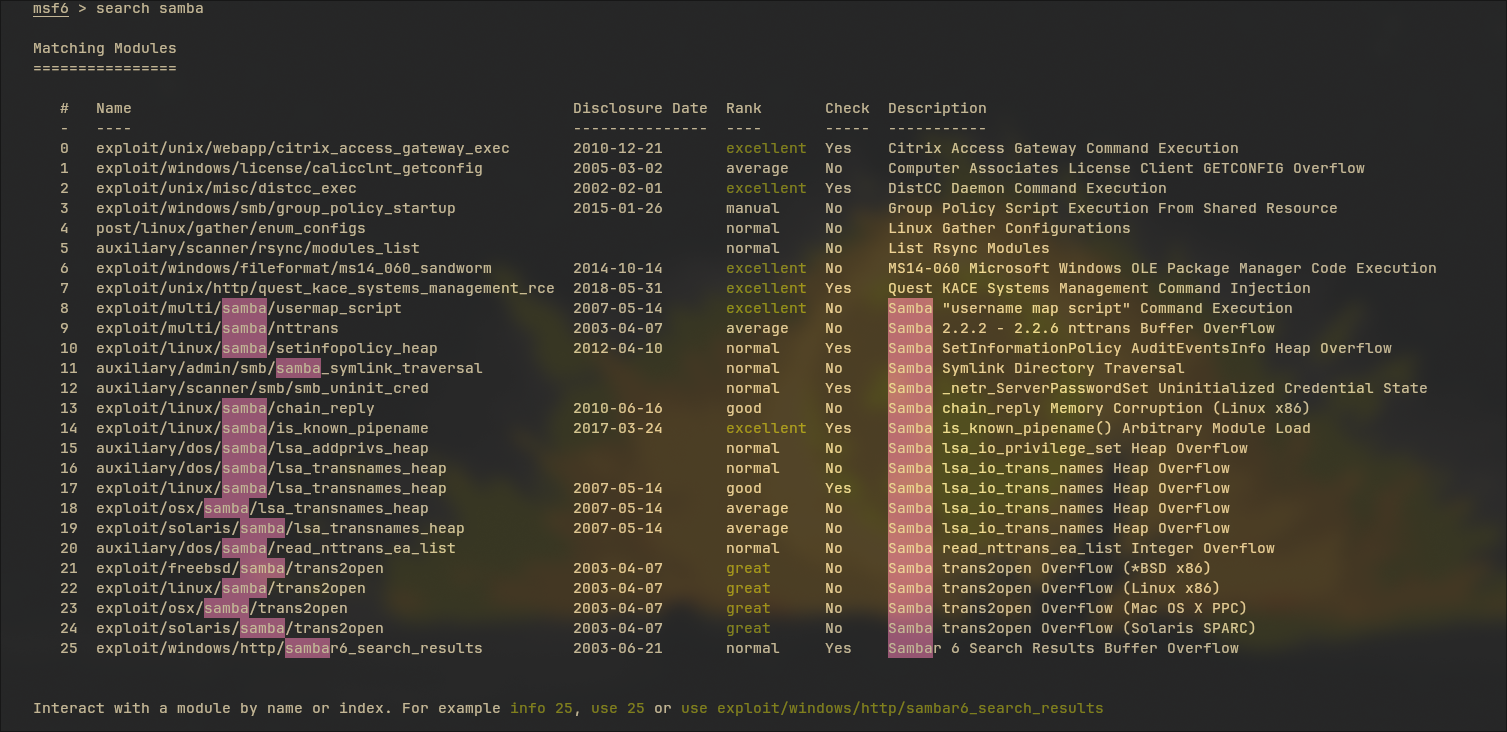 msf6 > search samba
Matching Modules
================
#   Name   Disclosure Date   Rank   Check   Description
-   ----   ---------------   ----   -----   -----------
0   exploit/unix/webapp/citrix_access_gateway_exec   2010-12-21   excellent   Yes   Citrix Access Gateway Command Execution
1   exploit/windows/license/calicclnt_getconfig   2005-03-02   average   No   Computer Associates License Client GETCONFIG Overflow
2   exploit/unix/misc/distcc_exec   2002-02-01   excellent   Yes   DistCC Daemon Command Execution
3   exploit/windows/smb/group_policy_startup   2015-01-26   manual   No   Group Policy Script Execution From Shared Resource
4   post/linux/gather/enum_configs   normal   No   Linux Gather Configurations
5   auxiliary/scanner/rsync/modules_list   normal   No   List Rsync Modules
6   exploit/windows/fileformat/ms14_060_sandworm   2014-10-14   excellent   No   MS14-060 Microsoft Windows OLE Package Manager Code Execution
7   exploit/unix/http/quest_kace_systems_management_rce   2018-05-31   excellent   Yes   Quest KACE Systems Management Command Injection
8   exploit/multi/samba/usermap_script   2007-05-14   excellent   No   Samba "username map script" Command Execution
9   exploit/multi/samba/nttrans   2003-04-07   average   No   Samba 2.2.2 - 2.2.6 nttrans Buffer Overflow
10   exploit/linux/samba/setinfopolicy_heap   2012-04-10   normal   Yes   Samba SetInformationPolicy AuditEventsInfo Heap Overflow
11   auxiliary/admin/smb/samba_symlink_traversal   normal   No   Samba Symlink Directory Traversal
12   auxiliary/scanner/smb/smb_uninit_cred   normal   Yes   Samba _netr_ServerPasswordSet Uninitialized Credential State
13   exploit/linux/samba/chain_reply   2010-06-16   good   No   Samba chain_reply Memory Corruption (Linux x86)
14   exploit/linux/samba/is_known_pipename   2017-03-24   excellent   Yes   Samba is_known_pipename() Arbitrary Module Load
15   auxiliary/dos/samba/lsa_addprivs_heap   normal   No   Samba lsa_io_privilege_set Heap Overflow
16   auxiliary/dos/samba/lsa_transnames_heap   normal   No   Samba lsa_io_trans_names Heap Overflow
17   exploit/linux/samba/lsa_transnames_heap   2007-05-14   good   Yes   Samba lsa_io_trans_names Heap Overflow
18   exploit/osx/samba/lsa_transnames_heap   2007-05-14   average   No   Samba lsa_io_trans_names Heap Overflow
19   exploit/solaris/samba/lsa_transnames_heap   2007-05-14   average   No   Samba lsa_io_trans_names Heap Overflow
20   auxiliary/dos/samba/read_nttrans_ea_list   normal   No   Samba read_nttrans_ea_list Integer Overflow
21   exploit/freebsd/samba/trans2open   2003-04-07   great   No   Samba trans2open Overflow (*BSD x86)
22   exploit/linux/samba/trans2open   2003-04-07   great   No   Samba trans2open Overflow (Linux x86)
23   exploit/osx/samba/trans2open   2003-04-07   great   No   Samba trans2open Overflow (Mac OS X PPC)
24   exploit/solaris/samba/trans2open   2003-04-07   great   No   Samba trans2open Overflow (Solaris SPARC)
25   exploit/windows/http/sambar6_search_results   2003-06-21   normal   Yes   Sambar 6 Search Results Buffer Overflow
Interact with a module by name or index. For example info 25, use 25 or use exploit/windows/http/sambar6_search_results